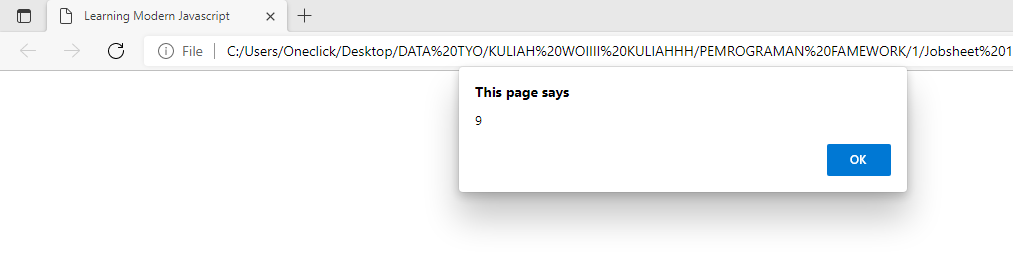 Learning Modern Javascript
File
C:/Users/Oneclick/Desktop/DATA%20TYO/KULIAH%20WOIIII%20KULIAHHH/PEMROGRAMAN%20FAMEWORK/1/Jobsheet%201
This page says
9
OK